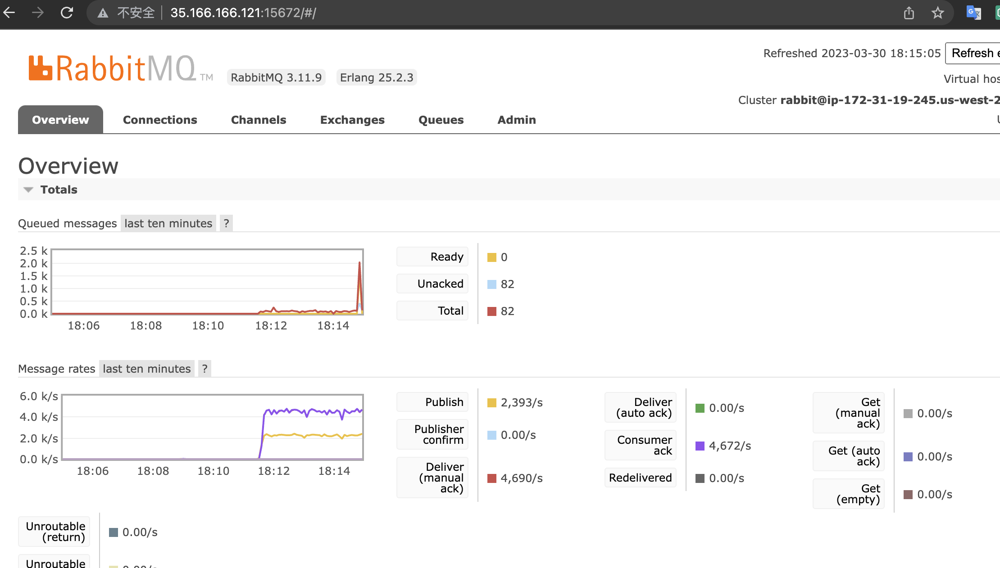 不安全 35.166.166.121:15672/#/
Refreshed 2023-03-30 18:15:05 Refresh e
RabbitMQ TM RabbitMQ 3.11.9 Erlang 25.2.3
Virtual hos
Cluster rabbit@ip-172-31-19-245.us-west-2
Overview Connections Channels Exchanges Queues Admin
Overview
Totals
Queued messages last ten minutes ?
2.5 k
2.0 k
1.5 k
1.0 k
0.5 k
0.0 k
18:06 18:08 18:10 18:12 18:14
Ready 0
Unacked 82
Total 82
Message rates last ten minutes ?
6.0 k/s
4.0 k/s
2.0 k/s
0.0 k/s
18:06 18:08 18:10 18:12 18:14
Publish 2,393/s
Publisher
confirm 0.00/s
Deliver
(manual
ack) 4,690/s
Deliver
(auto ack) 0.00/s
Consumer
ack 4,672/s
Redelivered 0.00/s
Get
(manual
ack) 0.00/s
Get (auto
ack) 0.00/s
Get
(empty) 0.00/s
Unroutable
(return) 0.00/s
Unroutable